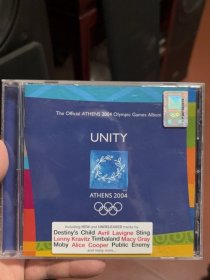 The Official ATHENS 2004 Olympic Games Album
UNITY
ATHENS 2004
including NEW and UNRELEASED tracks by
Destiny's Child Avril Lavigne Sting
Lenny Kravitz Timbaland Macy Gray
Moby Alice Cooper Public Enemy
and many more...